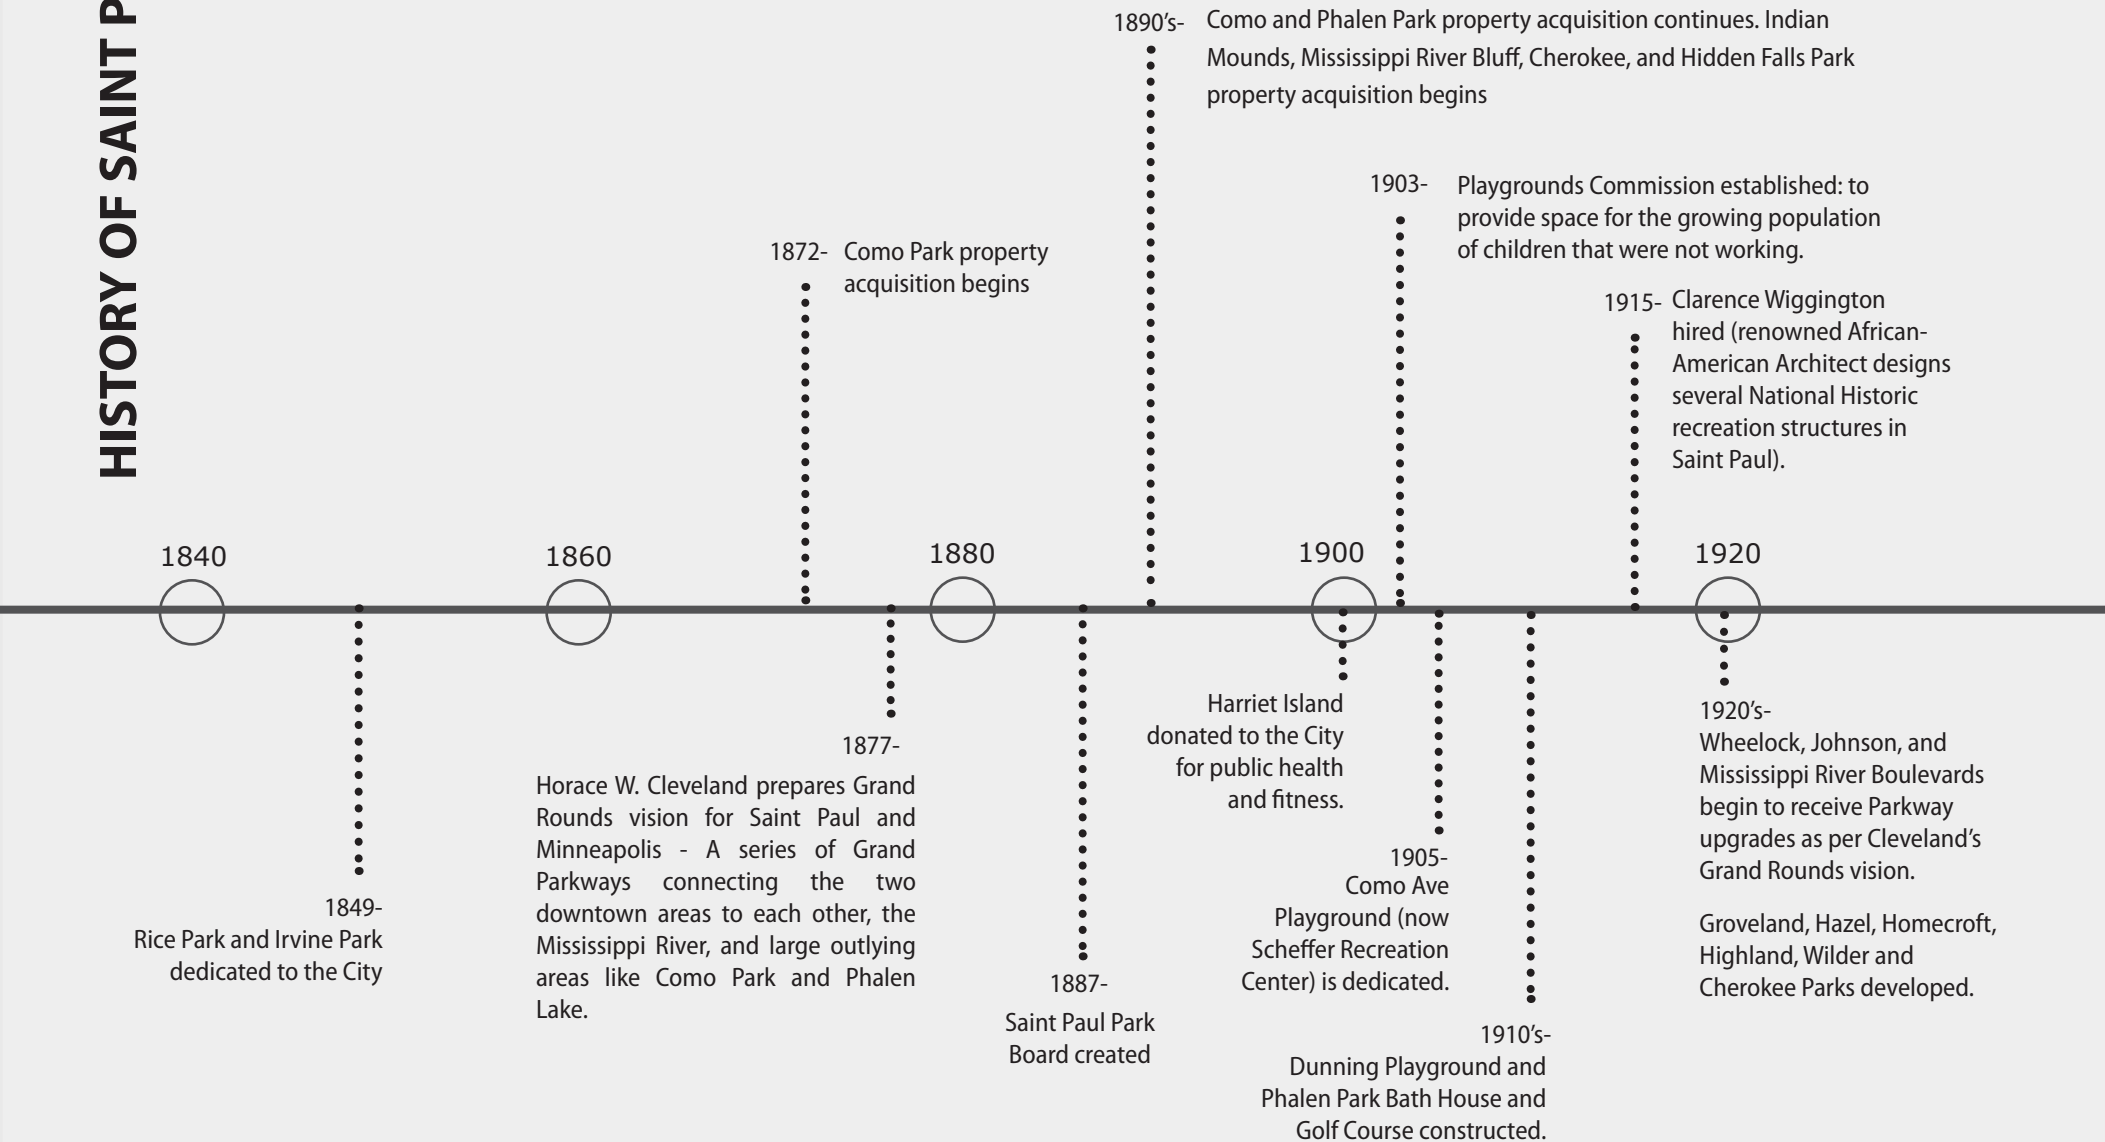 HISTORY OF SAINT P
1890's-
Como and Phalen Park property acquisition continues. Indian
Mounds, Mississippi River Bluff, Cherokee, and Hidden Falls Park
property acquisition begins
1903-
Playgrounds Commission established: to
provide space for the growing population
of children that were not working.
1872-
Como Park property
acquisition begins
1915-
Clarence Wiggington
hired (renowned African-
American Architect designs
several National Historic
recreation structures in
Saint Paul).
1840
1860
1880
1900
1920
1849-
Rice Park and Irvine Park
dedicated to the City
1877-
Horace W. Cleveland prepares Grand
Rounds vision for Saint Paul and
Minneapolis - A series of Grand
Parkways connecting the two
downtown areas to each other, the
Mississippi River, and large outlying
areas like Como Park and Phalen
Lake.
1887-
Saint Paul Park
Board created
Harriet Island
donated to the City
for public health
and fitness.
1905-
Como Ave
Playground (now
Scheffer Recreation
Center) is dedicated.
1910's-
Dunning Playground and
Phalen Park Bath House and
Golf Course constructed.
1920's-
Wheelock, Johnson, and
Mississippi River Boulevards
begin to receive Parkway
upgrades as per Cleveland's
Grand Rounds vision.
Groveland, Hazel, Homecroft,
Highland, Wilder and
Cherokee Parks developed.